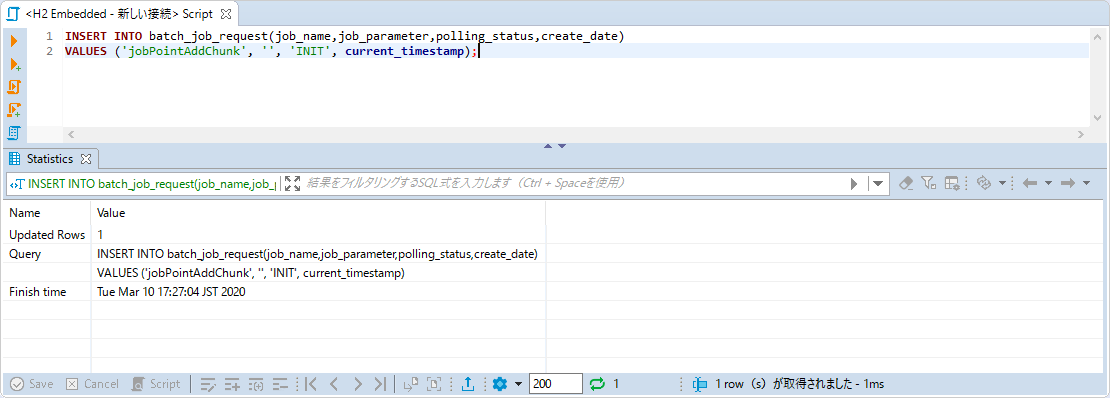 <H2 Embedded - 新しい接続> Script
1 INSERT INTO batch_job_request(job_name,job_parameter,polling_status,create_date)
2 VALUES ('jobPointAddChunk', '', 'INIT', current_timestamp);
Statistics
INSERT INTO batch_job_request(job_name,job_ 結果をフィルタリングするSQL式を入力します（Ctrl + Spaceを使用）
Name Value
Updated Rows 1
Query INSERT INTO batch_job_request(job_name,job_parameter,polling_status,create_date)
VALUES ('jobPointAddChunk', '', 'INIT', current_timestamp)
Finish time Tue Mar 10 17:27:04 JST 2020
Save Cancel Script 200 1 1 row（s）が取得されました - 1ms